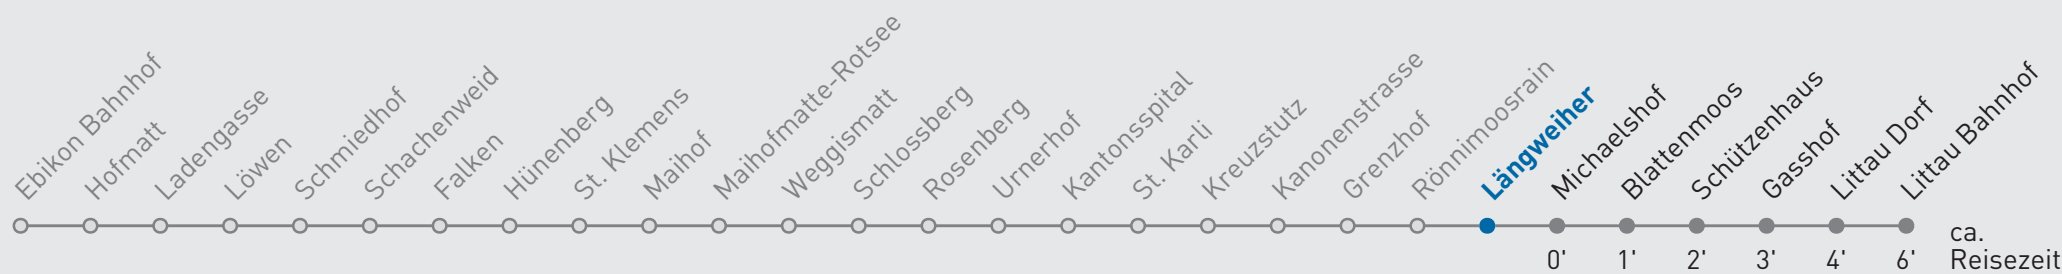 Ebikon Bahnhof
Hofmatt
Ladengasse
Löwen
Schmiedhof
Schachenweid
Falken
Hünenberg
St. Klemens
Maihof
Maihofmatte-Rotsee
Weggismatt
Schlossberg
Rosenberg
Urnerhof
Kantonsspital
St. Karli
Kreuzstutz
Kanonenstrasse
Grenzhof
Rönnimoosrain
Längweiher
Michaelshof
Blattenmoos
Schützenhaus
Gasshof
Littau Dorf
Littau Bahnhof
0' 1' 2' 3' 4' 6'
ca.
Reisezeit